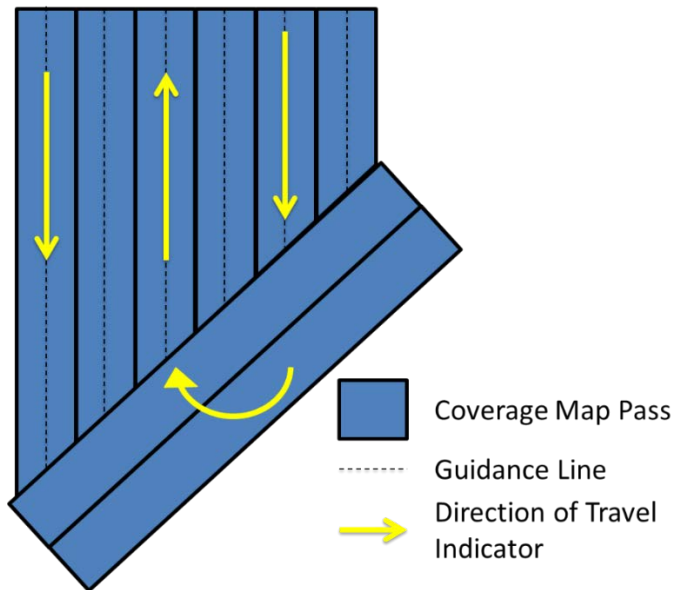 Coverage Map Pass
Guidance Line
Direction of Travel
Indicator